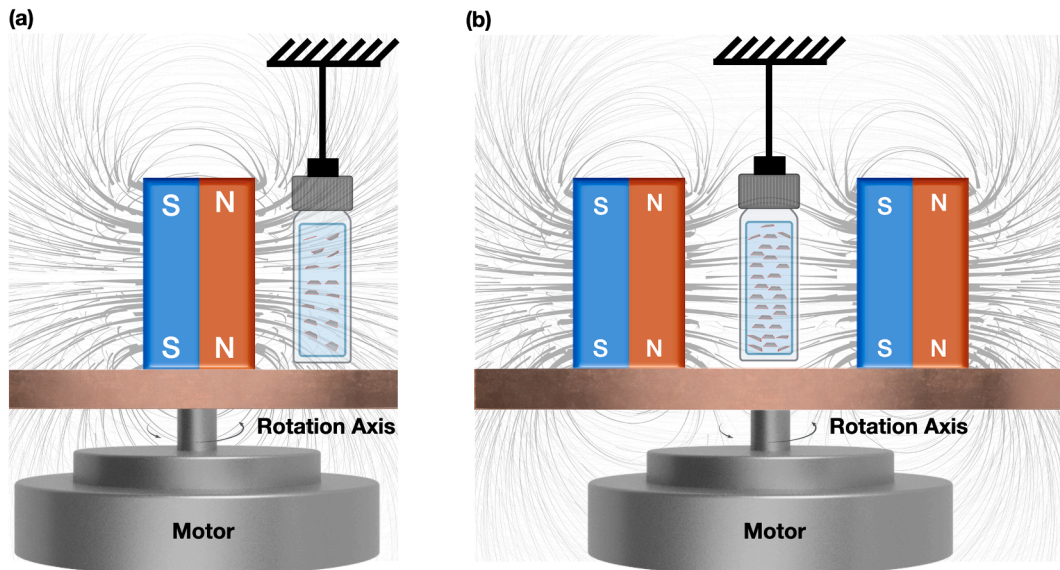 (a)
S N
S N
Rotation Axis
Motor
(b)
S N
S N
S N
S N
Rotation Axis
Motor